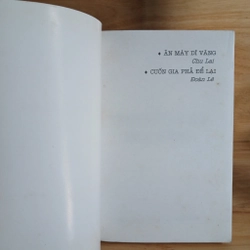 • ĂN MÀY DĨ VÃNG
Chu Lai
• CUỐN GIA PHẢ ĐỂ LẠI
Đoàn Lê